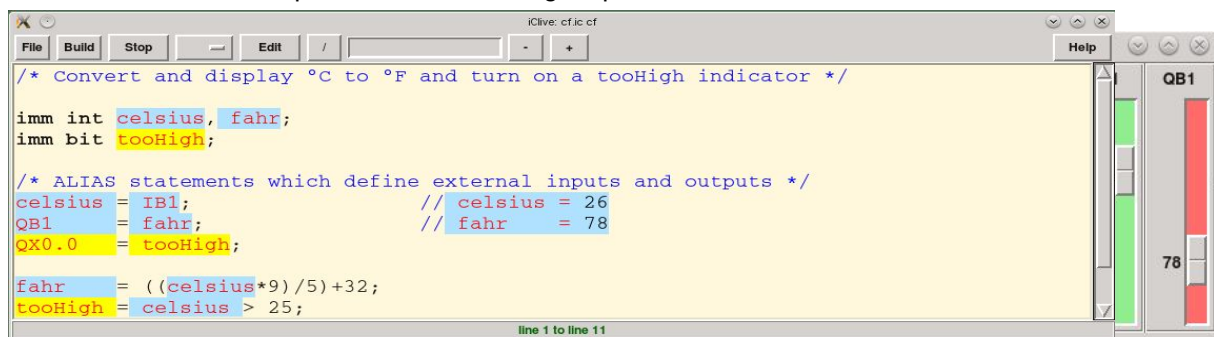 iClive: cf.ic cf
File Build Stop Edit / - + Help
/* Convert and display °C to °F and turn on a tooHigh indicator */
imm int celsius, fahr;
imm bit tooHigh;
/* ALIAS statements which define external inputs and outputs */
celsius = IB1; // celsius = 26
QB1 = fahr; // fahr = 78
QX0.0 = tooHigh;
fahr = ((celsius*9)/5)+32;
tooHigh = celsius > 25;
line 1 to line 11
QB1
78